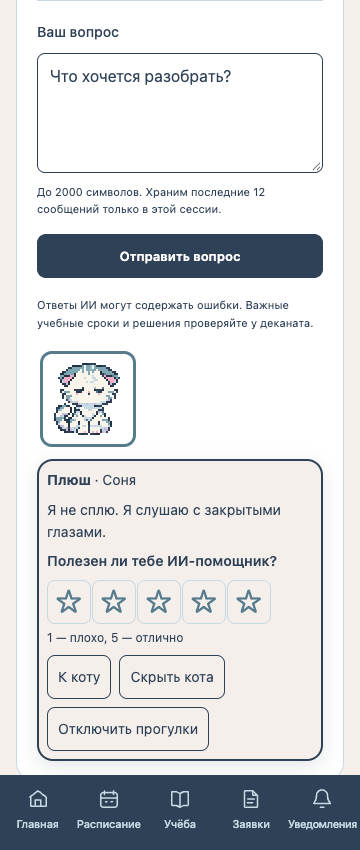 Ваш вопрос
Что хочется разобрать?
До 2000 символов. Храним последние 12
сообщений только в этой сессии.
Отправить вопрос
Ответы ИИ могут содержать ошибки. Важные
учебные сроки и решения проверяйте у деканата.
Плюш · Соня
Я не сплю. Я слушаю с закрытыми
глазами.
Полезен ли тебе ИИ-помощник?
1 — плохо, 5 — отлично
К коту Скрыть кота
Отключить прогулки
Главная Расписание Учёба Заявки Уведомления